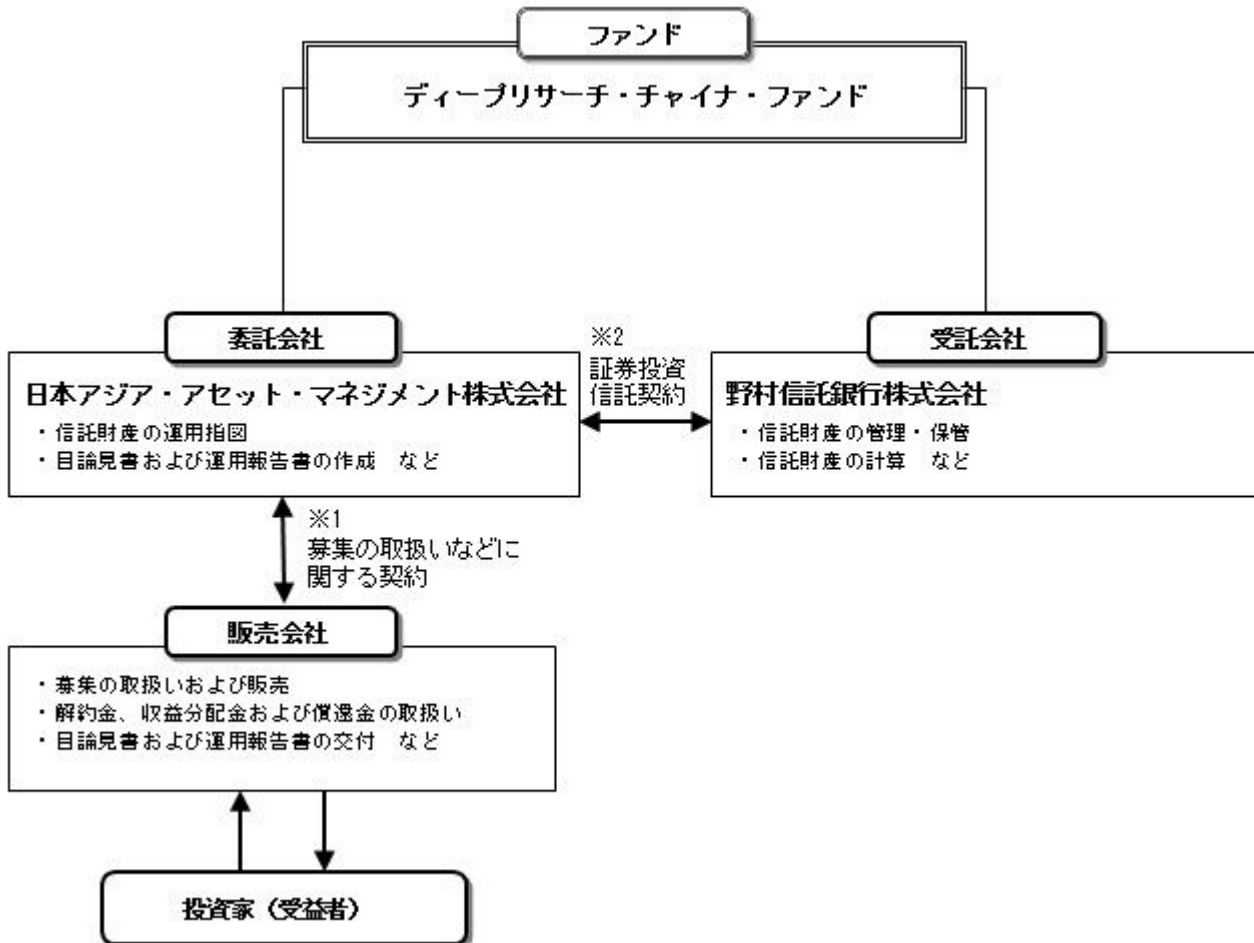 ファンド
ディープリサーチ・チャイナ・ファンド
委託会社
日本アジア・アセット・マネジメント株式会社
・信託財産の運用指図
・目論見書および運用報告書の作成　など
※2
証券投資
信託契約
受託会社
野村信託銀行株式会社
・信託財産の管理・保管
・信託財産の計算　など
※1
募集の取扱いなどに
関する契約
販売会社
・募集の取扱いおよび販売
・解約金、収益分配金および償還金の取扱い
・目論見書および運用報告書の交付　など
投資家（受益者）